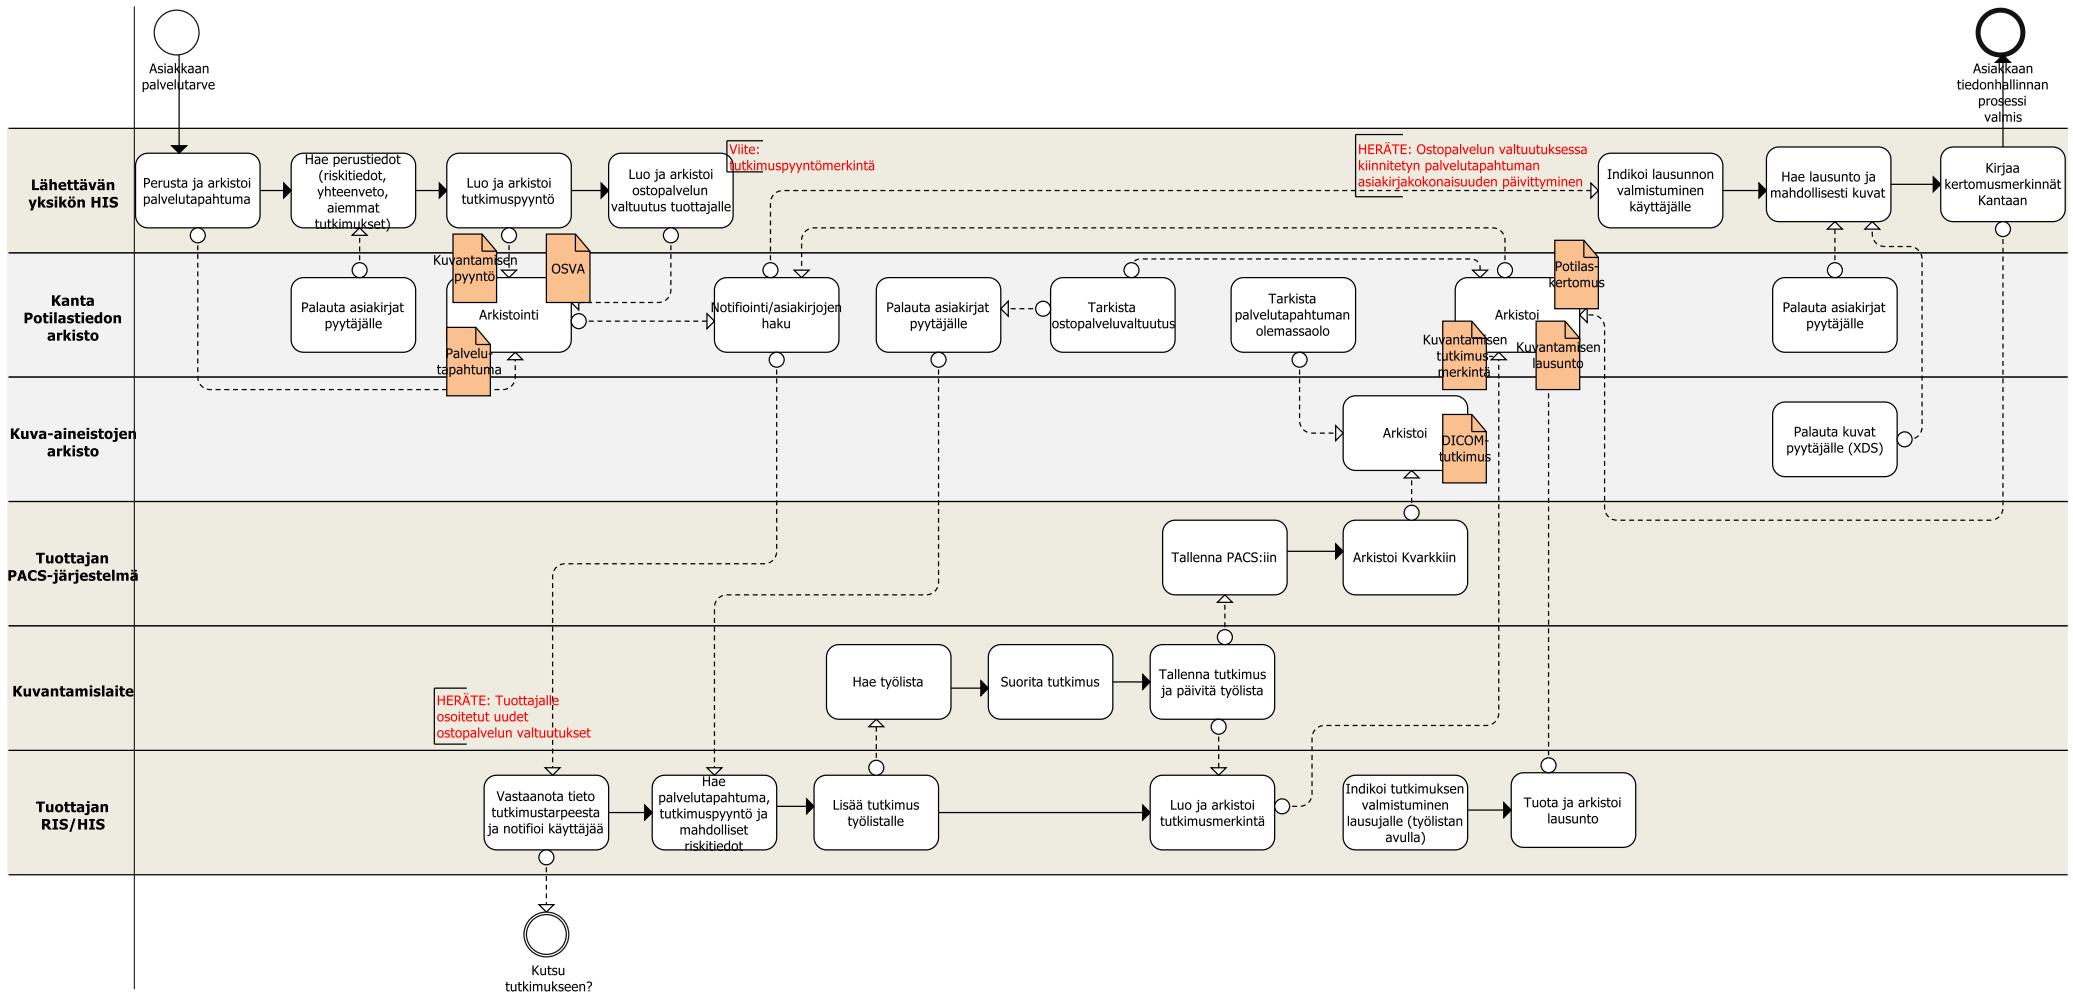 Asiakkaan
palvelutarve
Asiakkaan
tiedonhallinnan
prosessi
valmis
Lähettävän
yksikön HIS
Perusta ja arkistoi
palvelutapahtuma
Hae perustiedot
(riskitiedot,
yhteenveto,
aiemmat
tutkimukset)
Luo ja arkistoi
tutkimuspyyntö
Luo ja arkistoi
ostopalvelun
valtuutus tuottajalle
Viite:
tutkimuspyyntömerkintä
HERÄTE: Ostopalvelun valtuutuksessa
kiinnitetyn palvelutapahtuman
asiakirjakokonaisuuden päivittyminen
Indikoi lausunnon
valmistuminen
käyttäjälle
Hae lausunto ja
mahdollisesti kuvat
Kirjaa
kertomusmerkinnät
Kantaan
Kanta
Potilastiedon
arkisto
Palauta asiakirjat
pyytäjälle
Kuvantamisen
pyyntö
OSVA
Arkistointi
Palvelu-
tapahtuma
Notifiointi/asiakirjojen
haku
Palauta asiakirjat
pyytäjälle
Tarkista
ostopalveluvaltuutus
Tarkista
palvelutapahtuman
olemassaolo
Potilas-
kertomus
Arkistoi
Kuvantamisen
tutkimus-
merkintä
Kuvantamisen
lausunto
Palauta asiakirjat
pyytäjälle
Kuva-aineistojen
arkisto
Arkistoi
DICOM-
tutkimus
Palauta kuvat
pyytäjälle (XDS)
Tuottajan
PACS-järjestelmä
Tallenna PACS:iin
Arkistoi Kvarkkiin
Kuvantamislaite
HERÄTE: Tuottajalle
osoitetut uudet
ostopalvelun valtuutukset
Hae työlista
Suorita tutkimus
Tallenna tutkimus
ja päivitä työlista
Tuottajan
RIS/HIS
Vastaanota tieto
tutkimustarpeesta
ja notifioi käyttäjää
Hae
palvelutapahtuma,
tutkimuspyyntö ja
mahdolliset
riskitiedot
Lisää tutkimus
työlistalle
Luo ja arkistoi
tutkimusmerkintä
Indikoi tutkimuksen
valmistuminen
lausujalle (työlistan
avulla)
Tuota ja arkistoi
lausunto
Kutsu
tutkimukseen?